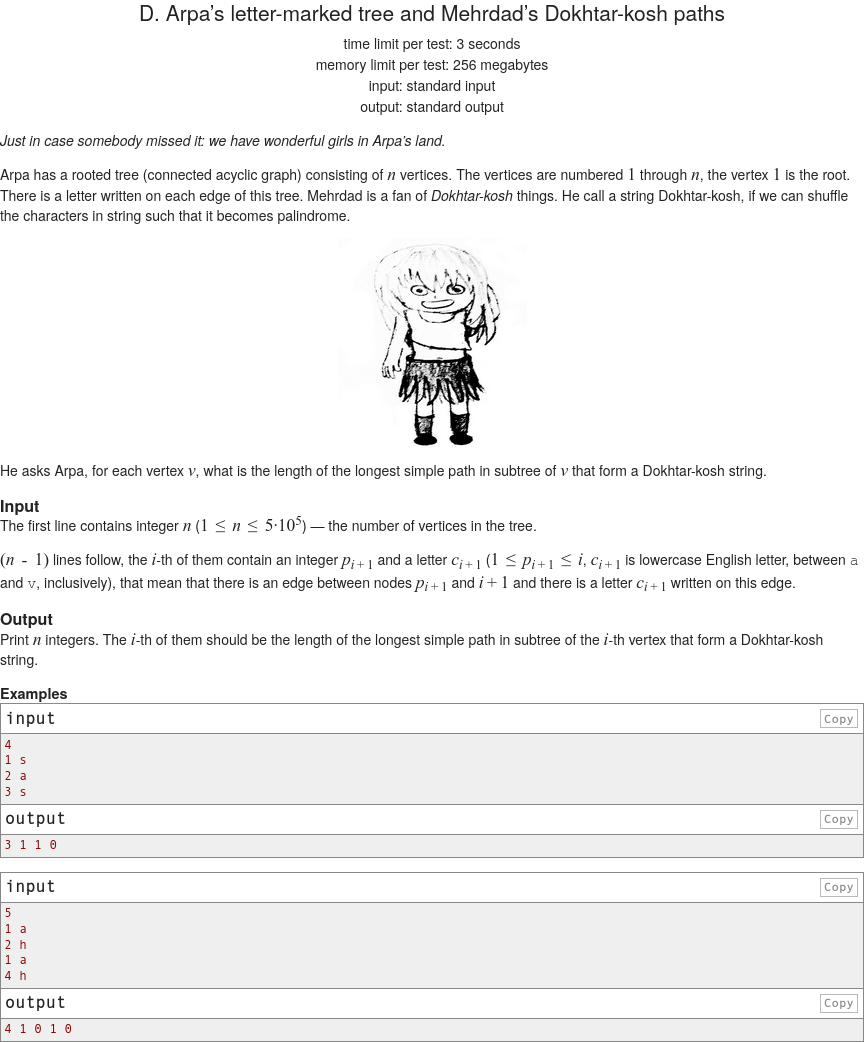 D. Arpa's letter-marked tree and Mehrdad's Dokhtar-kosh paths
time limit per test: 3 seconds
memory limit per test: 256 megabytes
input: standard input
output: standard output
Just in case somebody missed it: we have wonderful girls in Arpa's land.
Arpa has a rooted tree (connected acyclic graph) consisting of n vertices. The vertices are numbered 1 through n, the vertex 1 is the root.
There is a letter written on each edge of this tree. Mehrdad is a fan of Dokhtar-kosh things. He call a string Dokhtar-kosh, if we can shuffle
the characters in string such that it becomes palindrome.
He asks Arpa, for each vertex v, what is the length of the longest simple path in subtree of v that form a Dokhtar-kosh string.
Input
The first line contains integer n (1 ≤ n ≤ 5·10^5) — the number of vertices in the tree.
(n - 1) lines follow, the i-th of them contain an integer p_{i+1} and a letter c_{i+1} (1 ≤ p_{i+1} ≤ i, c_{i+1} is lowercase English letter, between a
and v, inclusively), that mean that there is an edge between nodes p_{i+1} and i+1 and there is a letter c_{i+1} written on this edge.
Output
Print n integers. The i-th of them should be the length of the longest simple path in subtree of the i-th vertex that form a Dokhtar-kosh
string.
Examples
input Copy
4
1 s
2 a
3 s
output Copy
3 1 1 0
input Copy
5
1 a
2 h
1 a
4 h
output Copy
4 1 0 1 0